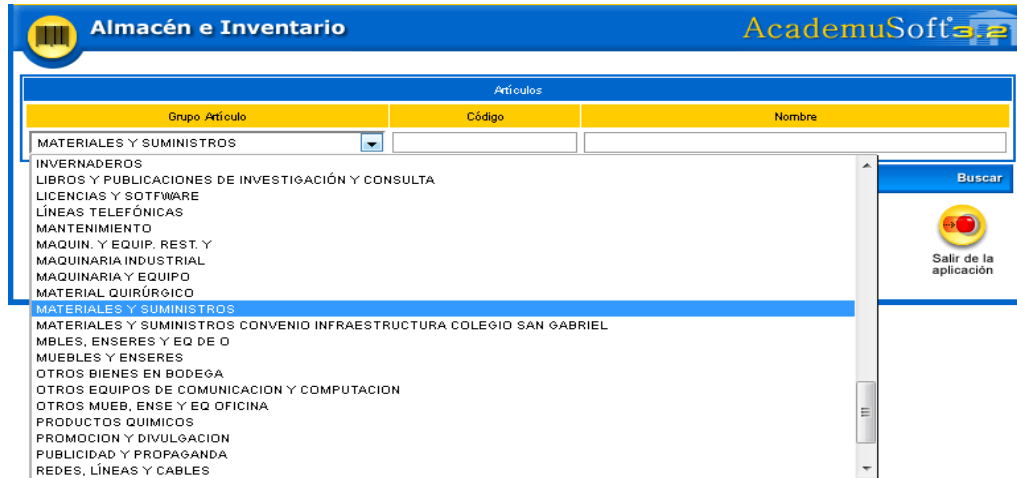 Almacén e Inventario
AcademuSoft 3.2
Artículos
Grupo Artículo Código Nombre
MATERIALES Y SUMINISTROS
INVERNADEROS
LIBROS Y PUBLICACIONES DE INVESTIGACIÓN Y CONSULTA
LICENCIAS Y SOTFWARE
LÍNEAS TELEFÓNICAS
MANTENIMIENTO
MAQUIN. Y EQUIP. REST. Y
MAQUINARIA INDUSTRIAL
MAQUINARIA Y EQUIPO
MATERIAL QUIRÚRGICO
MATERIALES Y SUMINISTROS
MATERIALES Y SUMINISTROS CONVENIO INFRAESTRUCTURA COLEGIO SAN GABRIEL
MBLES, ENSERES Y EQ DE O
MUEBLES Y ENSERES
OTROS BIENES EN BODEGA
OTROS EQUIPOS DE COMUNICACION Y COMPUTACION
OTROS MUEB, ENSE Y EQ OFICINA
PRODUCTOS QUIMICOS
PROMOCION Y DIVULGACION
PUBLICIDAD Y PROPAGANDA
REDES, LÍNEAS Y CABLES
Buscar
Salir de la
aplicación